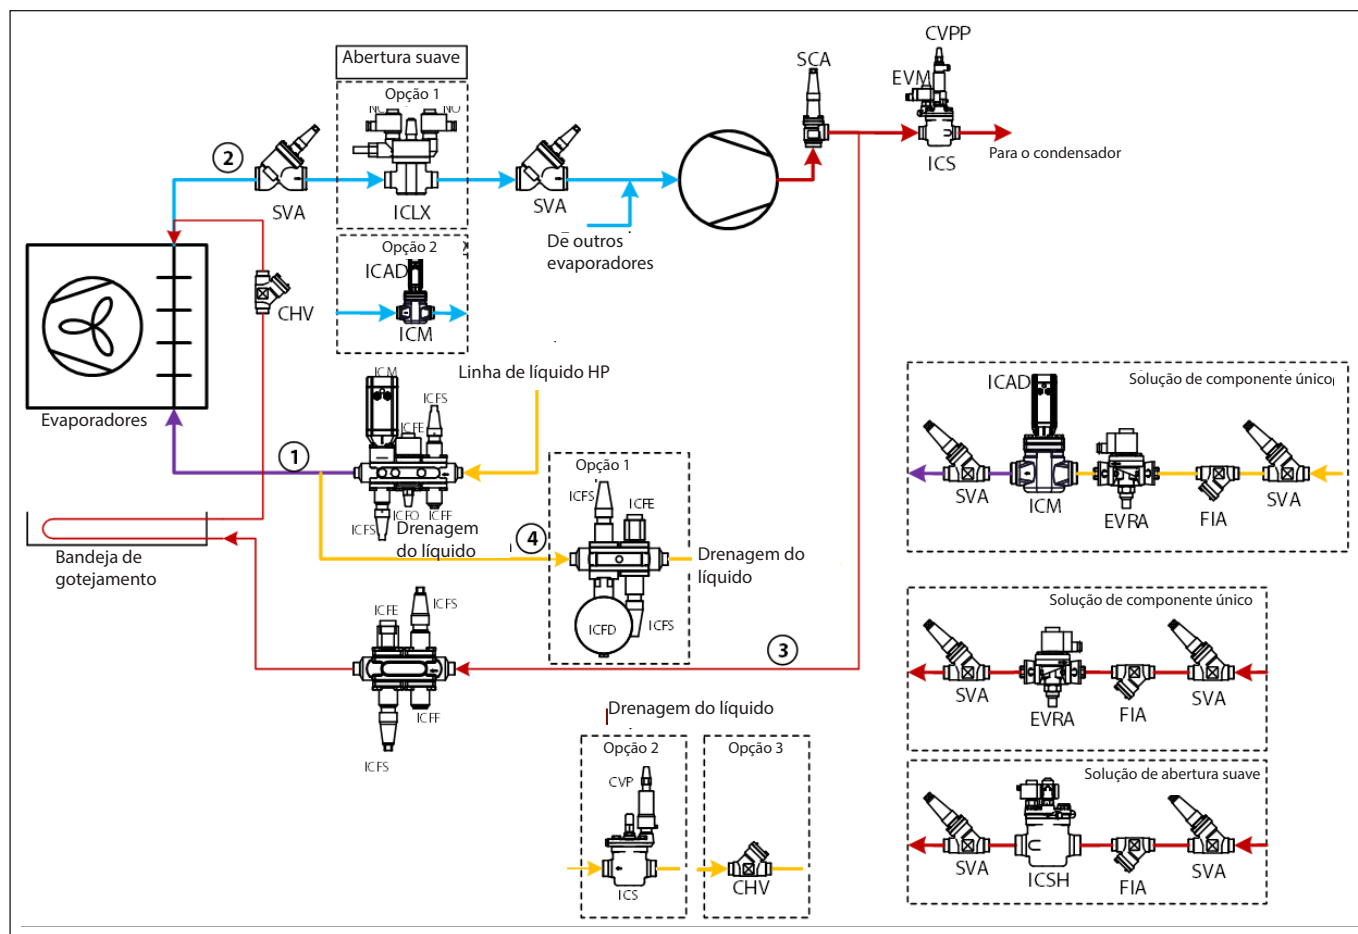 Abertura suave
Opção 1
NC
NO
2
SVA
ICLX
SVA
SCA
CVPP
EVM
ICS
Para o condensador
De outros
evaporadores
Opção 2
ICAD
ICM
CHV
Evaporadores
Linha de líquido HP
ICM
ICFS
ICFE
1
ICFS
ICFO
ICFF
Drenagem
do líquido
4
Opção 1
ICFS
ICFE
ICFD
ICFS
Drenagem do
líquido
Bandeja de
gotejamento
ICFE
ICFS
ICFF
ICFS
3
Drenagem do líquido
Opção 2
CVP
ICS
Opção 3
CHV
Solução de componente único
ICAD
SVA
ICM
EVRA
FIA
SVA
Solução de componente único
SVA
EVRA
FIA
SVA
Solução de abertura suave
SVA
ICSH
FIA
SVA